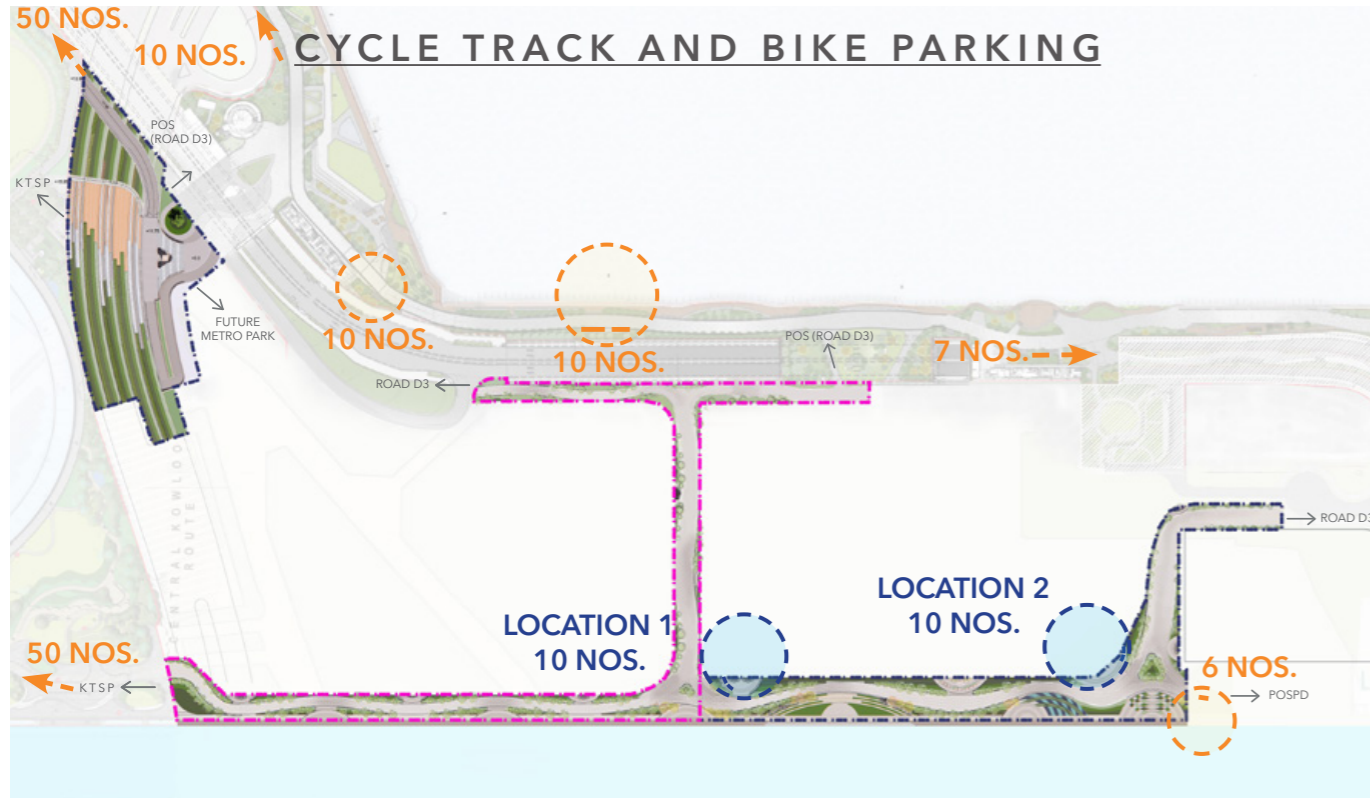 50 NOS.
10 NOS.
CYCLE TRACK AND BIKE PARKING
POS
(ROAD D3)
KTSP
FUTURE
METRO PARK
10 NOS.
10 NOS.
POS (ROAD D3)
7 NOS.
ROAD D3
CENTRAL KOWLOON
ROUTE
ROAD D3
LOCATION 1
10 NOS.
LOCATION 2
10 NOS.
50 NOS.
KTSP
6 NOS.
POSPD